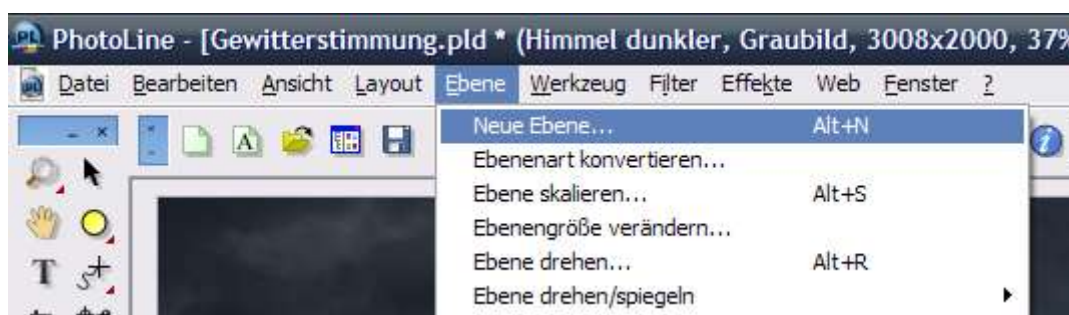 PhotoLine - [Gewitterstimmung.pld * (Himmel dunkler, Graubild, 3008x2000, 37%
Datei Bearbeiten Ansicht Layout Ebene Werkzeug Filter Effekte Web Fenster ?
Neue Ebene... Alt+N
Ebenenart konvertieren...
Ebene skalieren... Alt+S
Ebenengröße verändern...
Ebene drehen... Alt+R
Ebene drehen/spiegeln